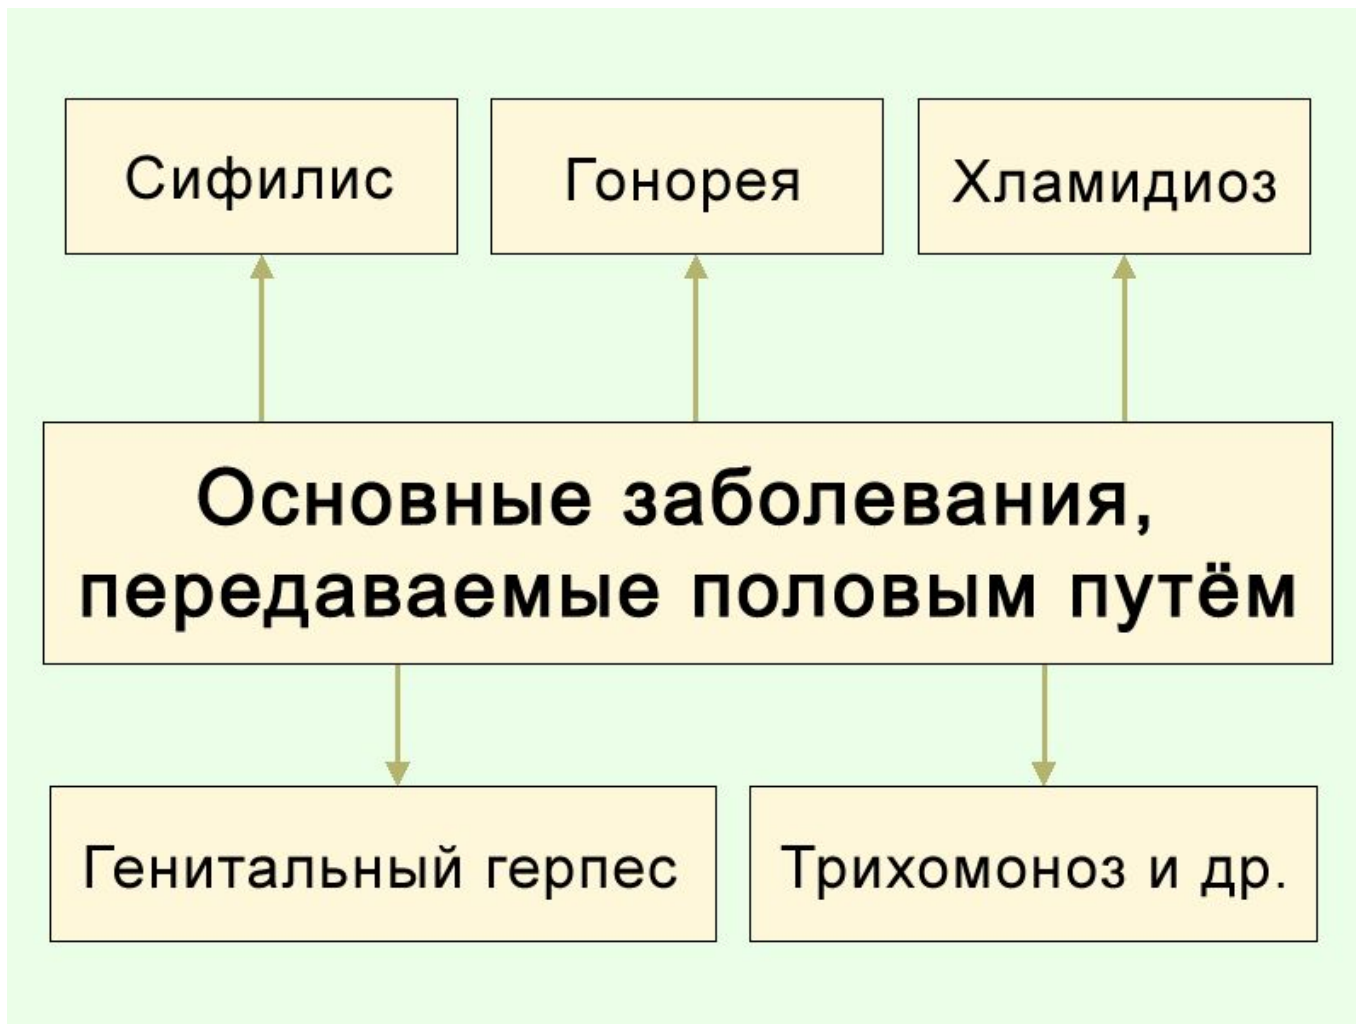 Сифилис
Гонорея
Хламидиоз
Основные заболевания,
передаваемые половым путём
Генитальный герпес
Трихомоноз и др.